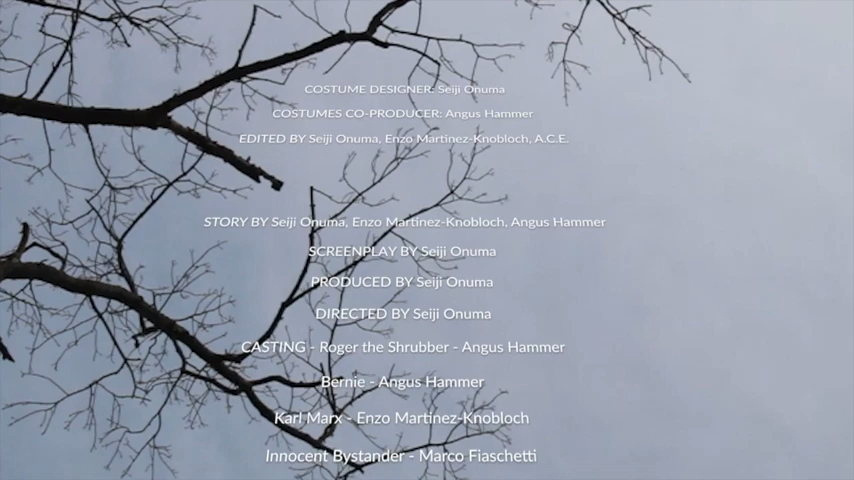 COSTUME DESIGNER: Seiji Onuma
COSTUMES CO-PRODUCER: Angus Hammer
EDITED BY Seiji Onuma, Enzo Martinez-Knobloch, A.C.E.
STORY BY Seiji Onuma, Enzo Martinez-Knobloch, Angus Hammer
SCREENPLAY BY Seiji Onuma
PRODUCED BY Seiji Onuma
DIRECTED BY Seiji Onuma
CASTING - Roger the Shrubber - Angus Hammer
Bernie - Angus Hammer
Karl Marx - Enzo Martinez-Knobloch
Innocent Bystander - Marco Fiaschetti